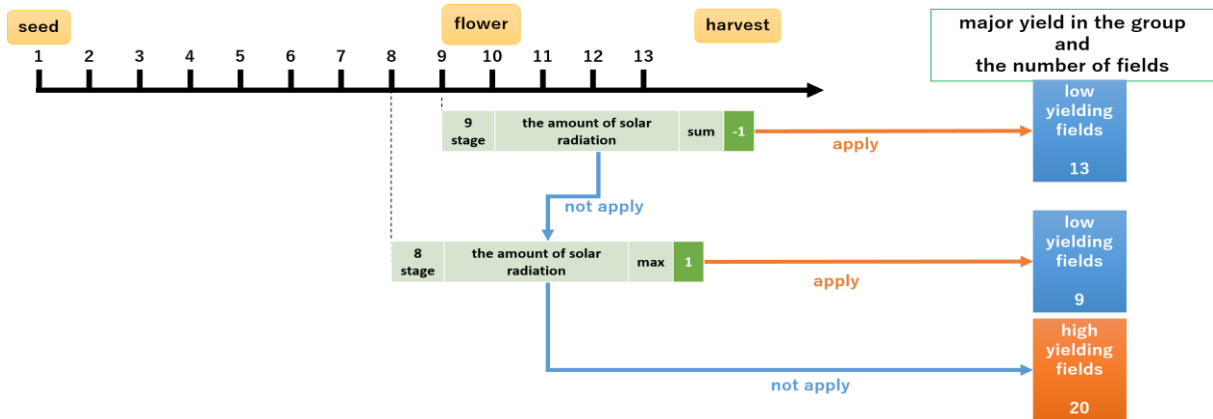 seed
flower
harvest
1 2 3 4 5 6 7 8 9 10 11 12 13
major yield in the group
and
the number of fields
9
stage
the amount of solar
radiation
sum
-1
apply
low
yielding
fields
13
not apply
8
stage
the amount of solar
radiation
max
1
apply
low
yielding
fields
9
not apply
high
yielding
fields
20